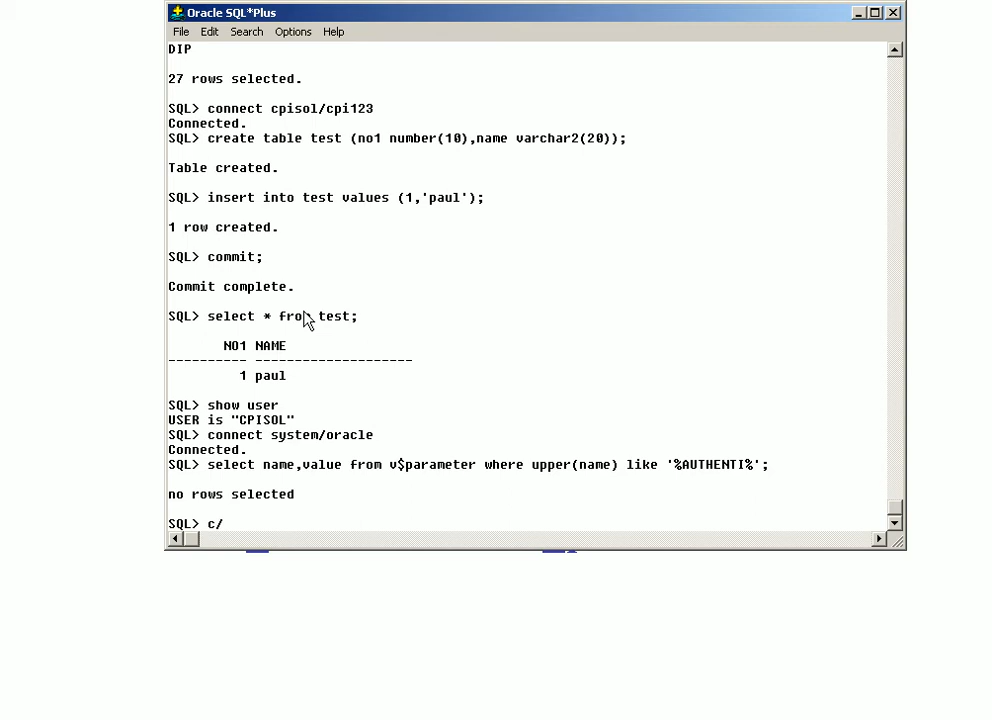 Oracle SQL*Plus
File Edit Search Options Help
DIP
27 rows selected.
SQL> connect cpisol/cpi123
Connected.
SQL> create table test (no1 number(10),name varchar2(20));
Table created.
SQL> insert into test values (1,'paul');
1 row created.
SQL> commit;
Commit complete.
SQL> select * from test;
NO1 NAME
---------- --------------------
1 paul
SQL> show user
USER is "CPISOL"
SQL> connect system/oracle
Connected.
SQL> select name,value from v$parameter where upper(name) like '%AUTHENTI%';
no rows selected
SQL> c/